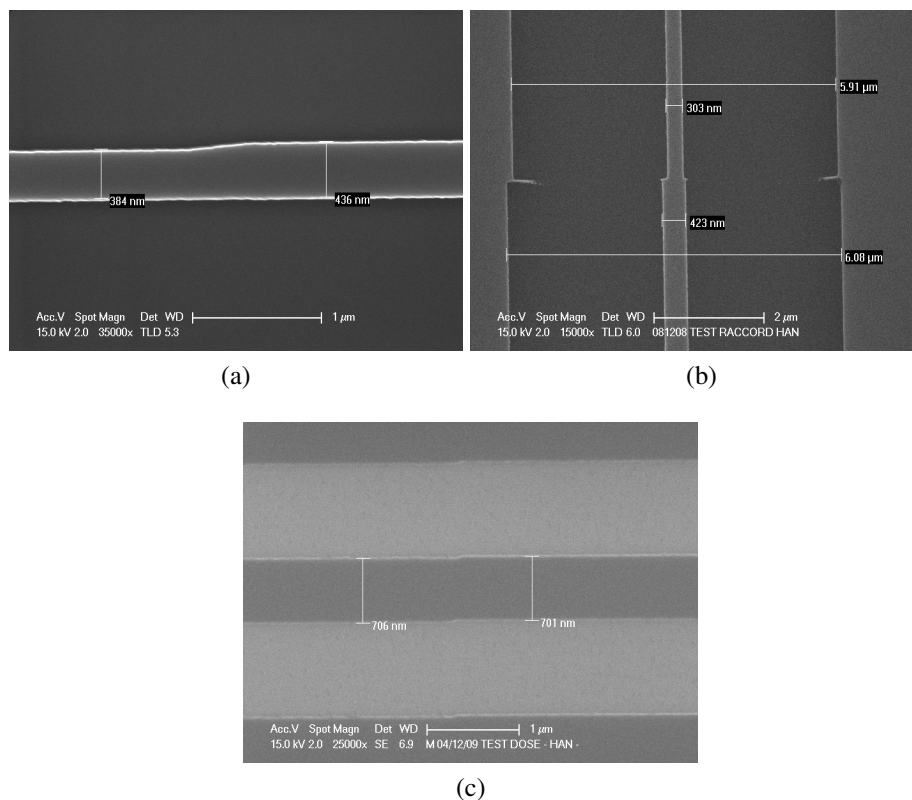 384 nm
436 nm
Acc.V Spot Magn Det WD 1 µm
15.0 kV 2.0 35000x TLD 5.3
(a)
5.91 µm
303 nm
423 nm
6.08 µm
Acc.V Spot Magn Det WD 2 µm
15.0 kV 2.0 15000x TLD 6.0 081208 TEST RACCORD HAN
(b)
706 nm
701 nm
Acc.V Spot Magn Det WD 1 µm
15.0 kV 2.0 25000x SE 6.9 M 04/12/09 TEST DOSE - HAN -
(c)